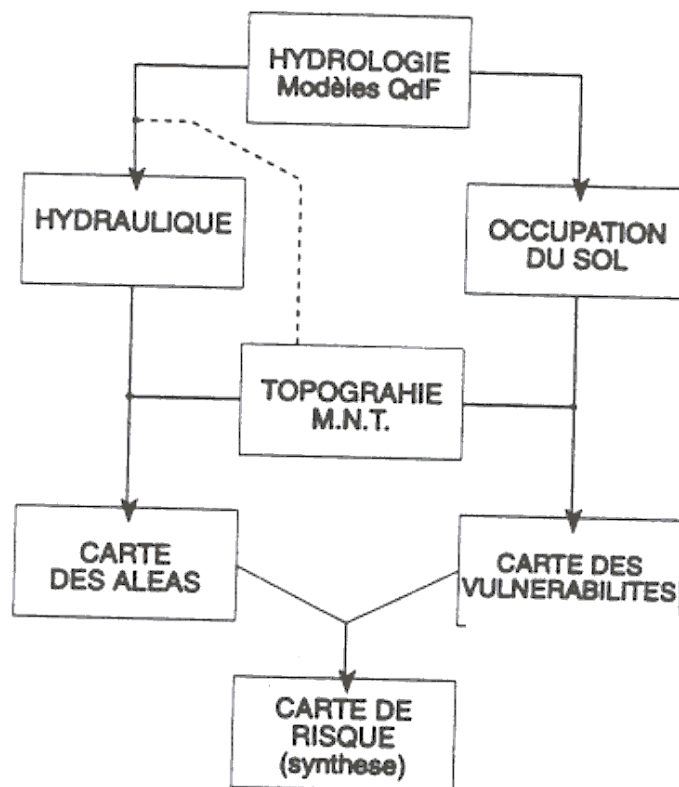 HYDROLOGIE
Modèles QdF
HYDRAULIQUE
OCCUPATION
DU SOL
TOPOGRAHIE
M.N.T.
CARTE
DES ALEAS
CARTE DES
VULNERABILITES
CARTE DE
RISQUE
(synthese)